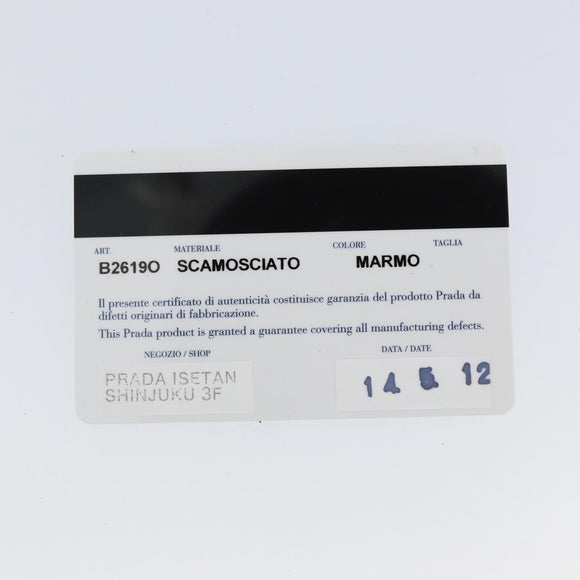 ART. MATERIALE COLORE TAGLIA
B2619O SCAMOSCIATO MARMO
Il presente certificato di autenticità costituisce garanzia del prodotto Prada da
difetti originari di fabbricazione.
This Prada product is granted a guarantee covering all manufacturing defects.
NEGOZIO / SHOP DATA / DATE
PRADA ISETAN
SHINJUKU 3F
14 5 12